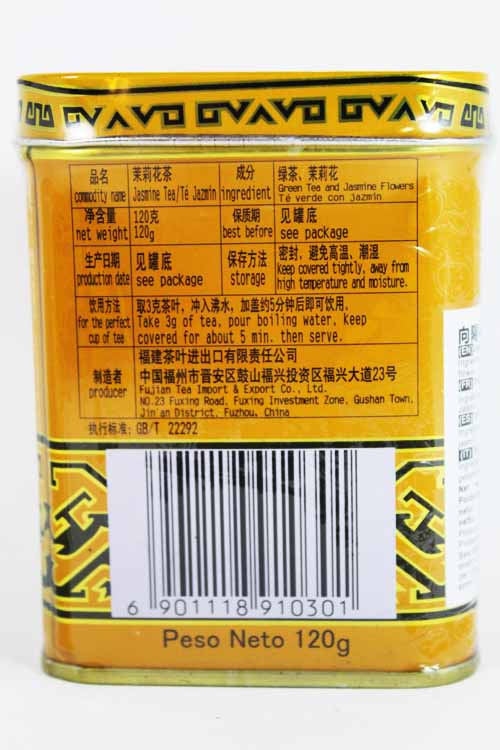 品名 茉莉花茶 成分 绿茶、茉莉花
commodity name Jasmine Tea/Té Jazmin ingredient Green Tea and Jasmine Flowers
Té verde con jazmin
净含量 120克 保质期 见罐底
net weight 120g best before see package
生产日期 见罐底 保存方法 密封，避免高温、潮湿
production date see package storage Keep covered tightly, away from
high temperature and moisture.
饮用方法 取3克茶叶，冲入沸水，加盖约5分钟后即可饮用。
for the perfect Take 3g of tea, pour boiling water, Keep
cup of tea covered for about 5 min. then serve.
制造者 福建茶叶进出口有限责任公司
producer 中国福州市晋安区鼓山福兴投资区福兴大道23号
Fujian Tea Import & Export Co., Ltd.
NO.23 Fuxing Road, Fuxing Investment Zone, Gushan Town,
Jin'an District, Fuzhou, China
执行标准: GB/T 22292
向
(EN)
(FR)
(ES)
(IT)
6 901118 910301
Peso Neto 120g